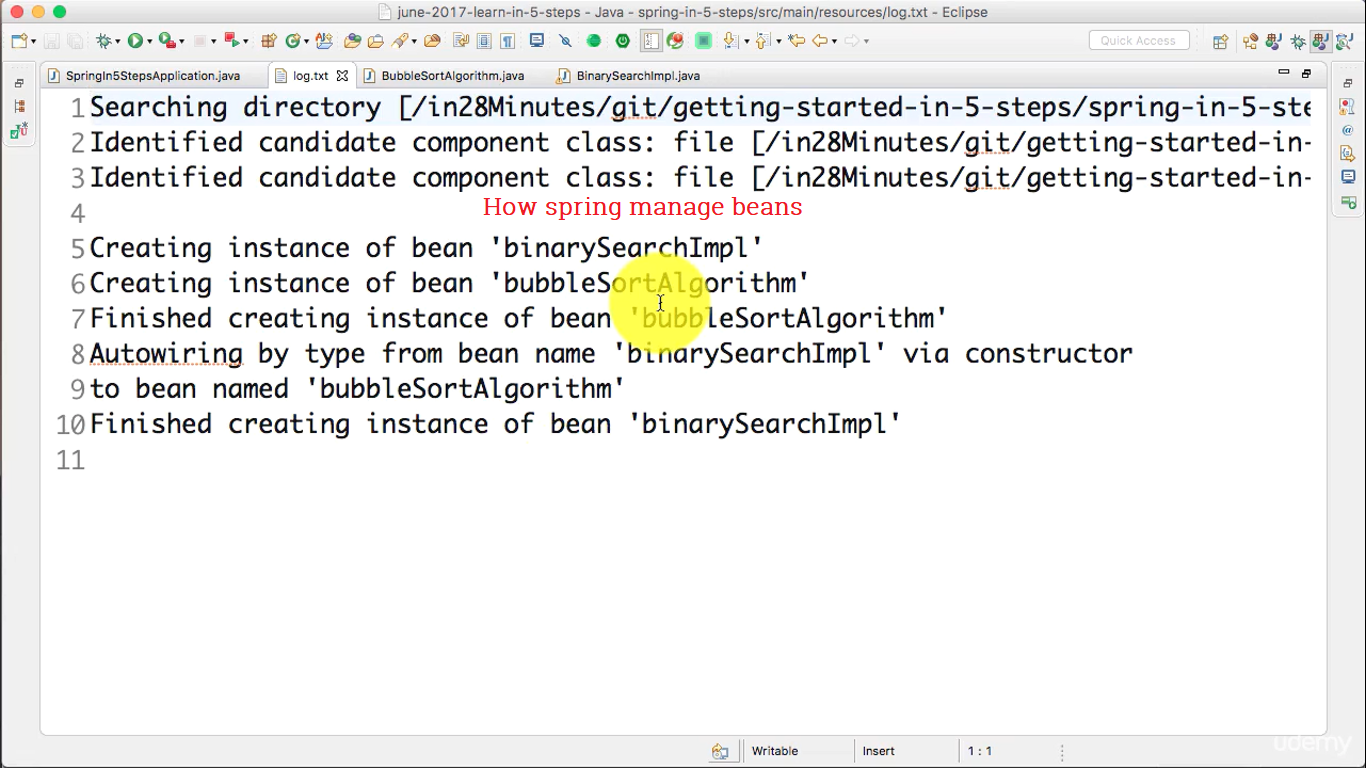 june-2017-learn-in-5-steps - Java - spring-in-5-steps/src/main/resources/log.txt - Eclipse
Quick Access
SpringIn5StepsApplication.java
log.txt
BubbleSortAlgorithm.java
BinarySearchImpl.java
1 Searching directory [/in28Minutes/git/getting-started-in-5-steps/spring-in-5-ste
2 Identified candidate component class: file [/in28Minutes/git/getting-started-in-
3 Identified candidate component class: file [/in28Minutes/git/getting-started-in-
How spring manage beans
4
5 Creating instance of bean 'binarySearchImpl'
6 Creating instance of bean 'bubbleSortAlgorithm'
7 Finished creating instance of bean 'bubbleSortAlgorithm'
8 Autowiring by type from bean name 'binarySearchImpl' via constructor
9 to bean named 'bubbleSortAlgorithm'
10 Finished creating instance of bean 'binarySearchImpl'
11
Writable
Insert
1 : 1
udemy